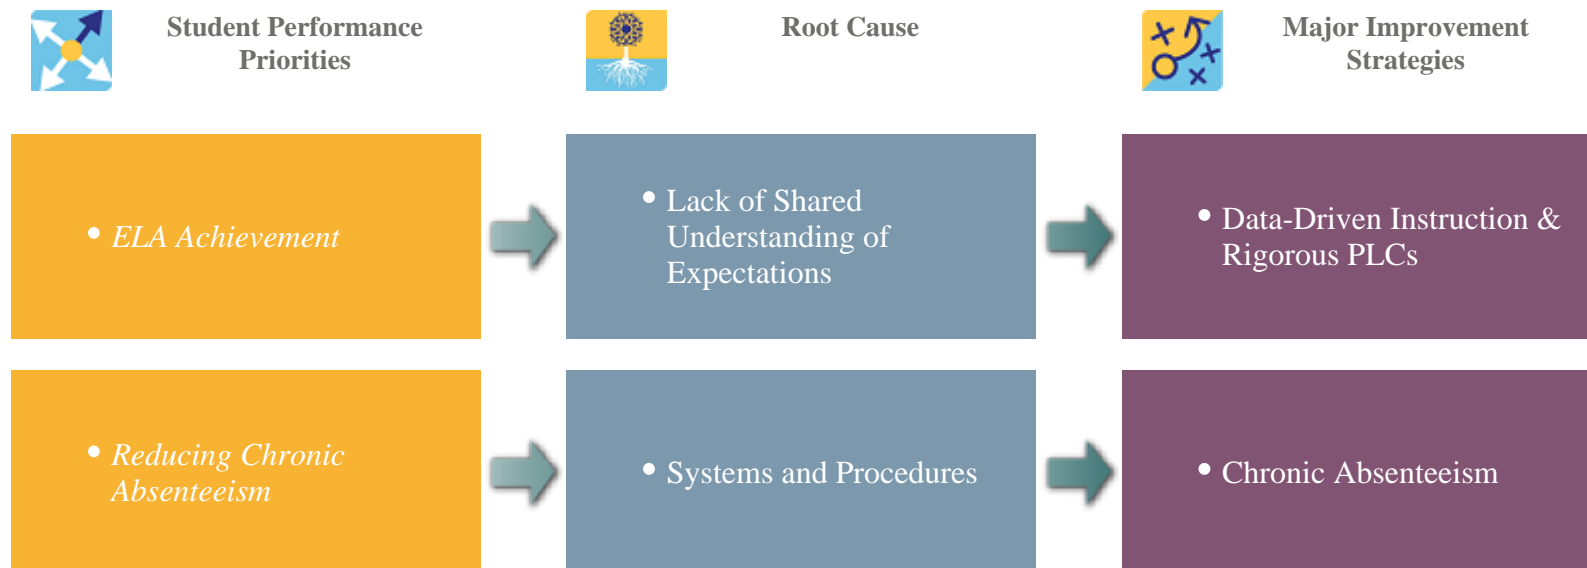 Student Performance
Priorities
Root Cause
Major Improvement
Strategies
• ELA Achievement
• Lack of Shared
Understanding of
Expectations
• Data-Driven Instruction &
Rigorous PLCs
• Reducing Chronic
Absenteeism
• Systems and Procedures
• Chronic Absenteeism